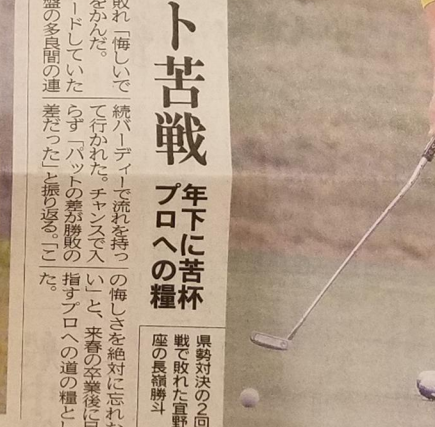 ト苦戦
年下に苦杯
プロへの糧
敗れ「悔しいで
をかんだ。
ードしていた
盤の多良間の連
続バーディーで流れを持っ
て行かれた。チャンスで入
らず「パットの差が勝敗の
差だった」と振り返る。「こ
の悔しさを絶対に忘れな
い」と、来春の卒業後に目
指すプロへの道の糧とし
た。
県勢対決の2回
戦で敗れた宜野
座の長嶺勝斗